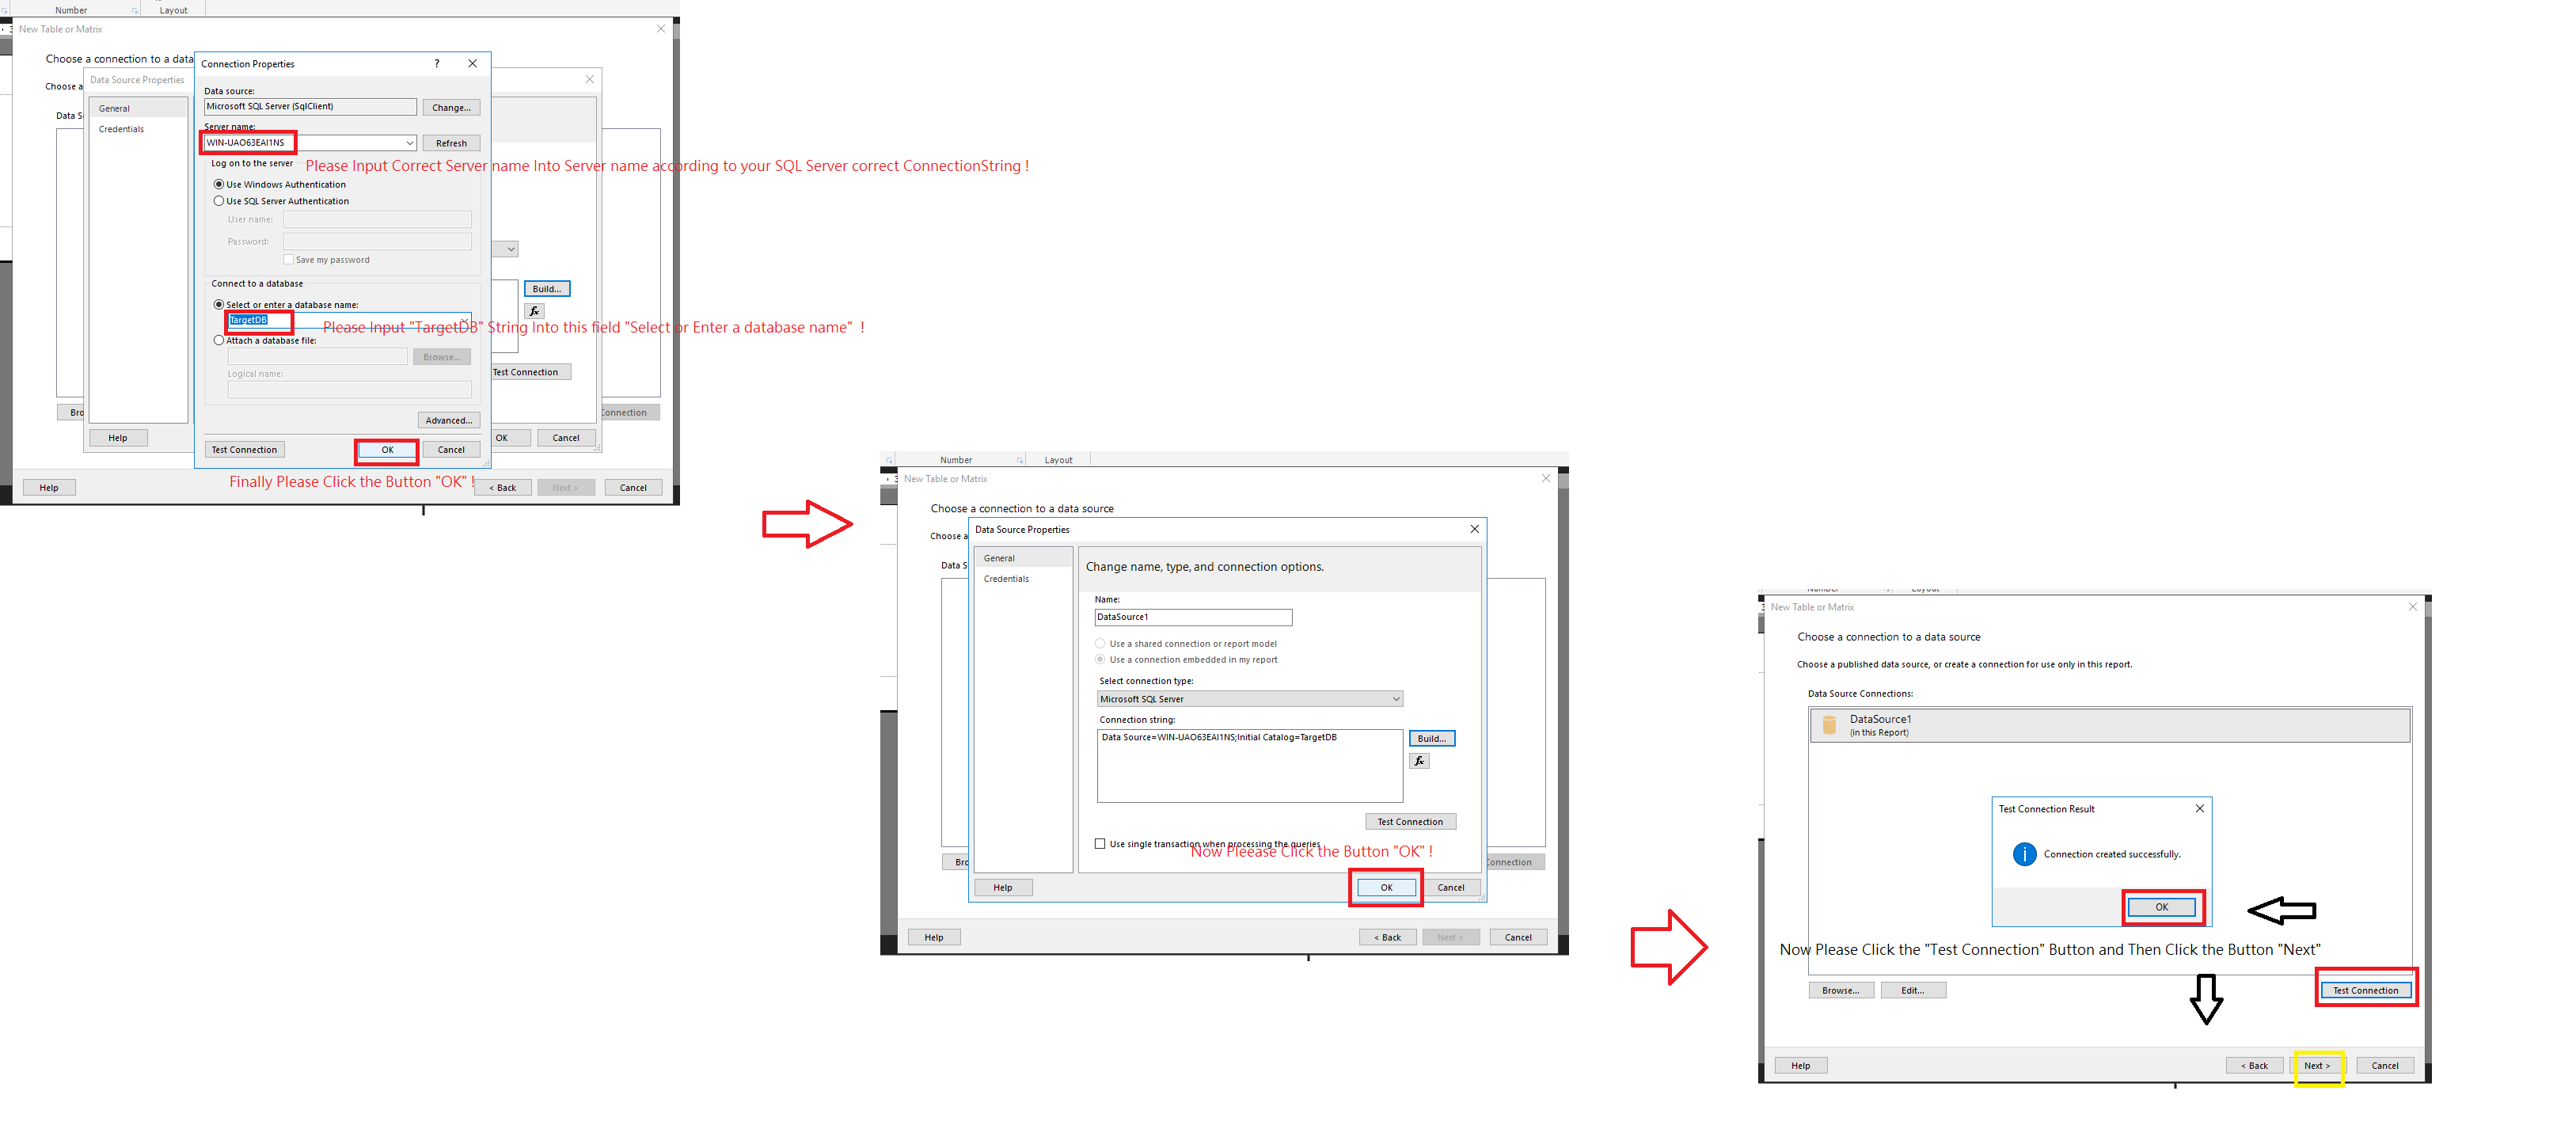 Number
Layout
New Table or Matrix
Choose a connection to a data
Choose a
Data S
Data Source Properties
General
Credentials
Connection Properties
?
Data source:
Microsoft SQL Server (SqlClient)
Change...
Server name:
WIN-UAO63EAI1NS
Refresh
Please Input Correct Server name Into Server name according to your SQL Server correct ConnectionString !
Log on to the server
Use Windows Authentication
Use SQL Server Authentication
User name:
Password:
Save my password
Connect to a database
Select or enter a database name:
TargetDB
Please Input "TargetDB" String Into this field "Select or Enter a database name" !
Attach a database file:
Browse...
Logical name:
Build...
fx
Test Connection
Advanced...
Test Connection
OK
Cancel
Bro
Connection
Help
OK
Cancel
Finally Please Click the Button "OK" !
Help
< Back
Next >
Cancel
Number
Layout
3
New Table or Matrix
Choose a connection to a data source
Choose a
Data S
Data Source Properties
General
Credentials
Change name, type, and connection options.
Name:
DataSource1
Use a shared connection or report model
Use a connection embedded in my report
Select connection type:
Microsoft SQL Server
Connection string:
Data Source=WIN-UAO63EAI1NS;Initial Catalog=TargetDB
Build...
fx
Test Connection
Use single transaction when processing the queries
Now Pleease Click the Button "OK" !
Bro
Connection
Help
OK
Cancel
Help
< Back
Next >
Cancel
Number
Layout
3
New Table or Matrix
Choose a connection to a data source
Choose a published data source, or create a connection for use only in this report.
Data Source Connections:
DataSource1
(in this Report)
Test Connection Result
Connection created successfully.
OK
Now Please Click the "Test Connection" Button and Then Click the Button "Next"
Browse...
Edit...
Test Connection
Help
< Back
Next >
Cancel